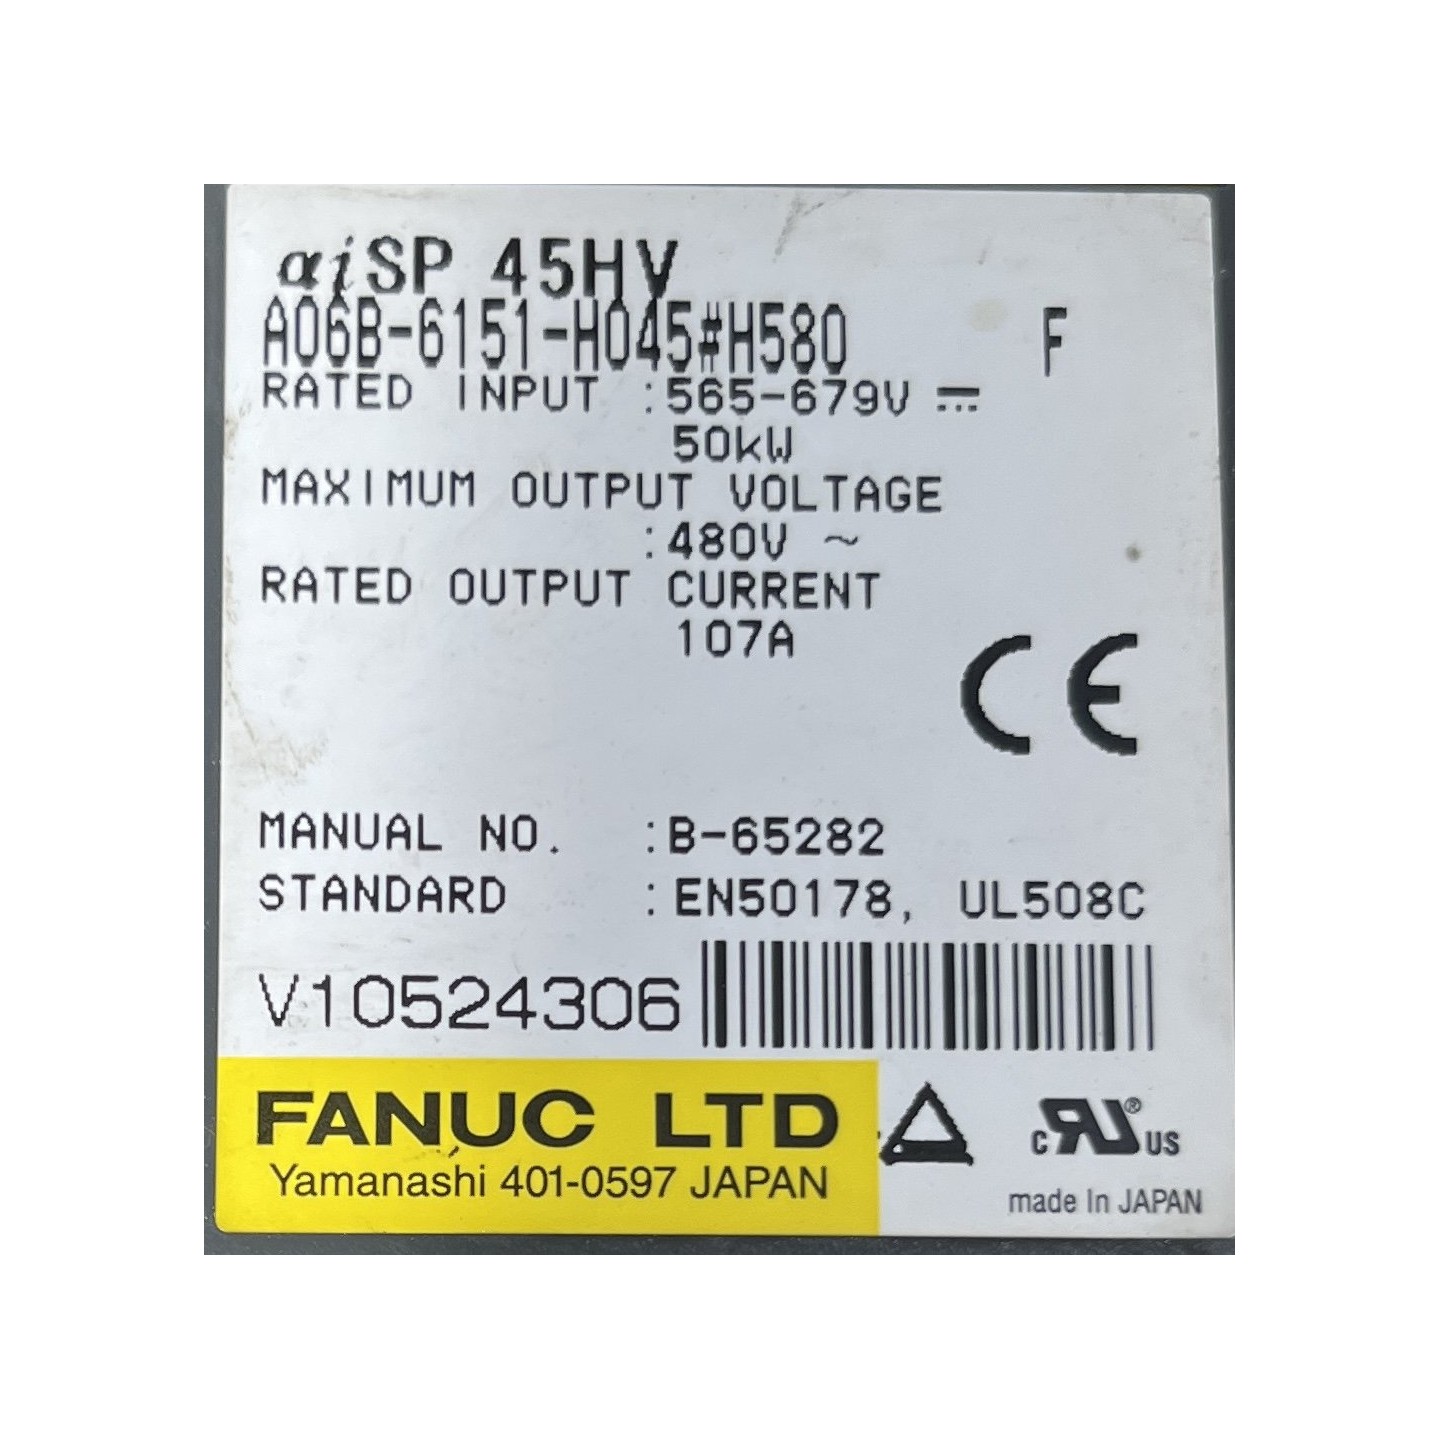 αiSP 45HV
A06B-6151-H045#H580 F
RATED INPUT :565-679V ⎓
50kW
MAXIMUM OUTPUT VOLTAGE
:480V ~
RATED OUTPUT CURRENT
107A
CE
MANUAL NO. :B-65282
STANDARD :EN50178, UL508C
V10524306
FANUC LTD
Yamanashi 401-0597 JAPAN
c RU ® US
made In JAPAN